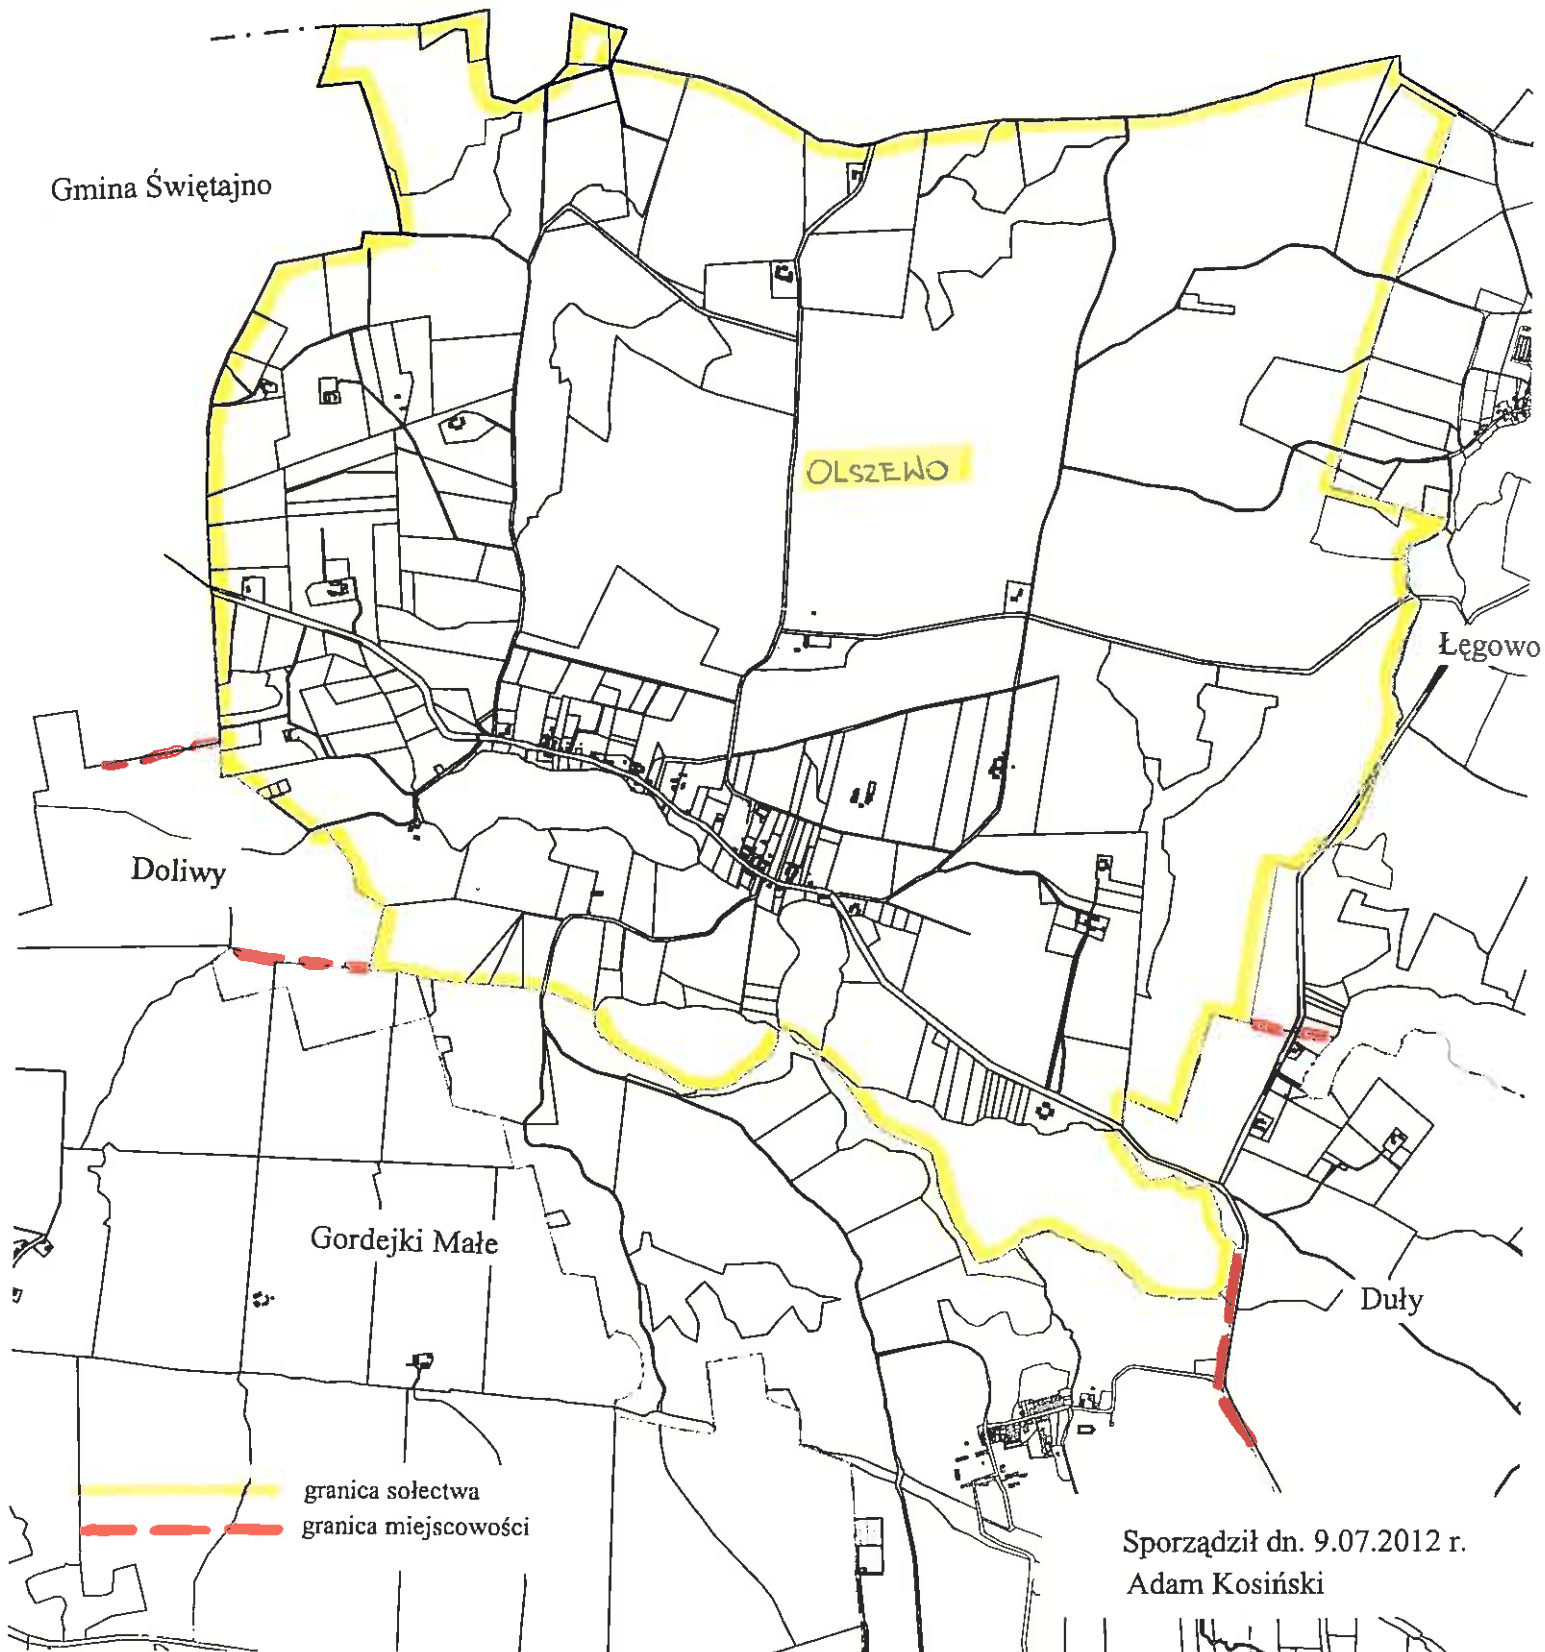 Gmina Świętajno
OLSZEWO
Łęgowo
Doliwy
Gordejki Małe
Duły
granica sołectwa
granica miejscowości
Sporządził dn. 9.07.2012 r.
Adam Kosiński